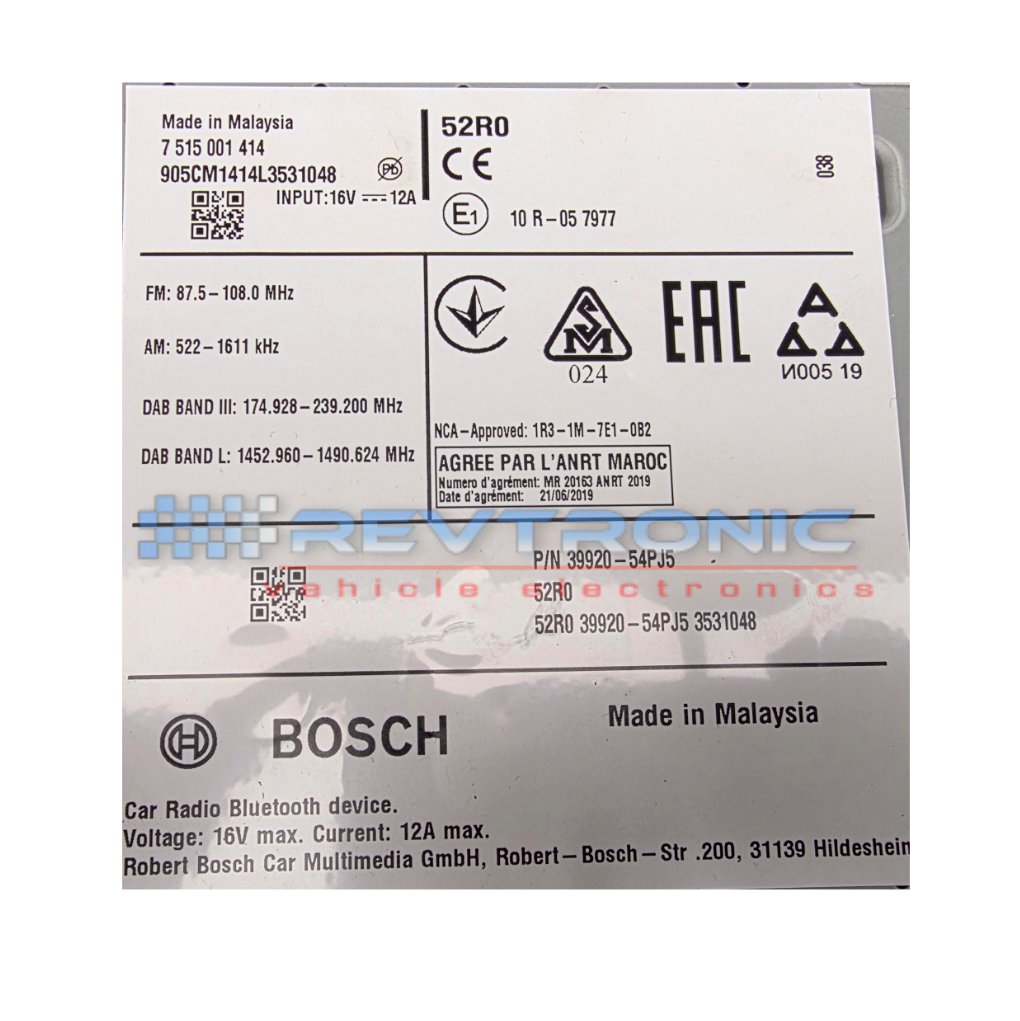 Made in Malaysia
7 515 001 414
905CM1414L3531048
Pb
INPUT:16V 12A
52R0
CE
E1
10 R-05 7977
038
FM: 87.5-108.0 MHz
AM: 522-1611 kHz
DAB BAND III: 174.928-239.200 MHz
DAB BAND L: 1452.960-1490.624 MHz
SM
024
EAC
И005 19
NCA-Approved: 1R3-1M-7E1-0B2
AGREE PAR L'ANRT MAROC
Numero d'agrément: MR 20163 ANRT 2019
Date d'agrément: 21/06/2019
REVTRONIC
vehicle electronics
P/N 39920-54PJ5
52R0
52R0 39920-54PJ5 3531048
BOSCH
Made in Malaysia
Car Radio Bluetooth device.
Voltage: 16V max. Current: 12A max.
Robert Bosch Car Multimedia GmbH, Robert-Bosch-Str .200, 31139 Hildesheim